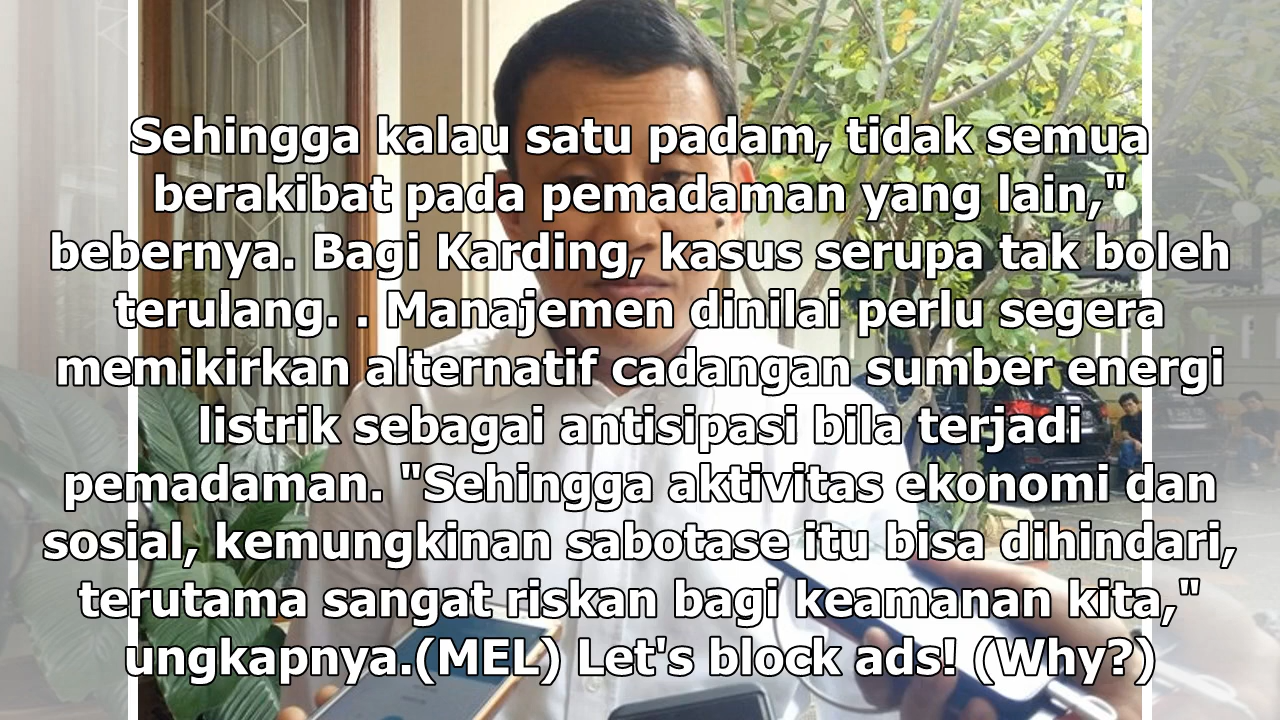 Sehingga kalau satu padam, tidak semua
berakibat pada pemadaman yang lain,"
bebernya. Bagi Karding, kasus serupa tak boleh
terulang. . Manajemen dinilai perlu segera
memikirkan alternatif cadangan sumber energi
listrik sebagai antisipasi bila terjadi
pemadaman. "Sehingga aktivitas ekonomi dan
sosial, kemungkinan sabotase itu bisa dihindari,
terutama sangat riskan bagi keamanan kita,"
ungkapnya.(MEL) Let's block ads! (Why?)